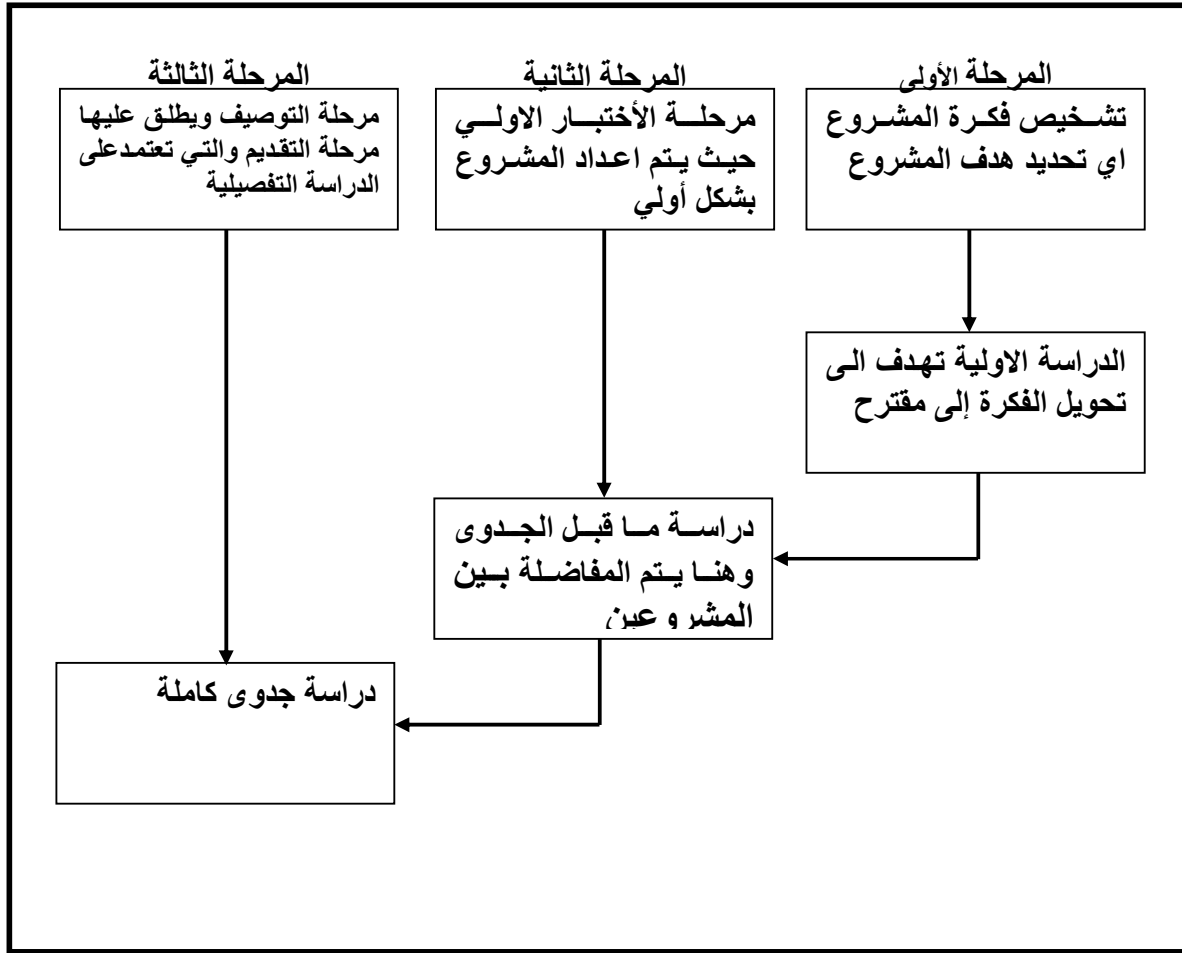 المرحلة الأولى
تشخيص فكرة المشروع
اي تحديد هدف المشروع
المرحلة الثانية
مرحلة الأختبار الاولي
حيث يتم اعداد المشروع
بشكل أولي
المرحلة الثالثة
مرحلة التوصيف ويطلق عليها
مرحلة التقديم والتي تعتمدعلى
الدراسة التفصيلية
الدراسة الاولية تهدف الى
تحويل الفكرة إلى مقترح
دراسة ما قبل الجدوى
وهنا يتم المفاضلة بين
المشروعين
دراسة جدوى كاملة